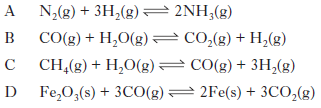 A N₂(g) + 3H₂(g) ⇌ 2NH₃(g)
B CO(g) + H₂O(g) ⇌ CO₂(g) + H₂(g)
C CH₄(g) + H₂O(g) ⇌ CO(g) + 3H₂(g)
D Fe₂O₃(s) + 3CO(g) ⇌ 2Fe(s) + 3CO₂(g)